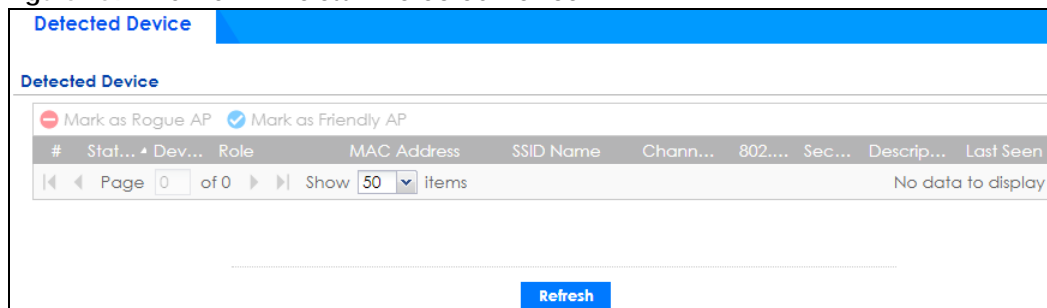 Detected Device
Detected Device
Mark as Rogue AP Mark as Friendly AP
# Stat... Dev... Role MAC Address SSID Name Chann... 802.... Sec... Descrip... Last Seen
Page 0 of 0 Show 50 items No data to display
Refresh